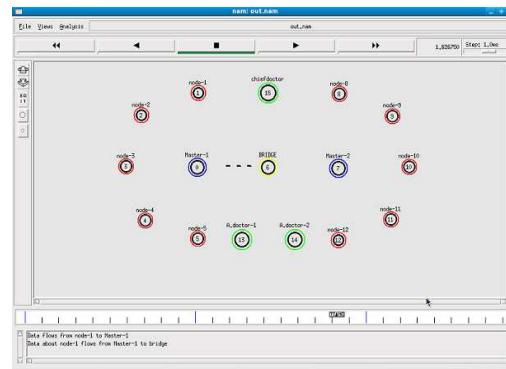 nam: out.nam
File Views Analysis out.nam
1.826750 Step: 1.0ms
node-1 chiefdoctor node-8
1 15 8
node-2 node-9
2 9
node-3 Master-1 BRIDGE Master-2 node-10
6 7 10
node-4 node-11
4 11
node-5 A.doctor-1 A.doctor-2 node-12
5 13 14 12
Data Flows from node-1 to Master-1
Data about node-1 flows from Master-1 to bridge